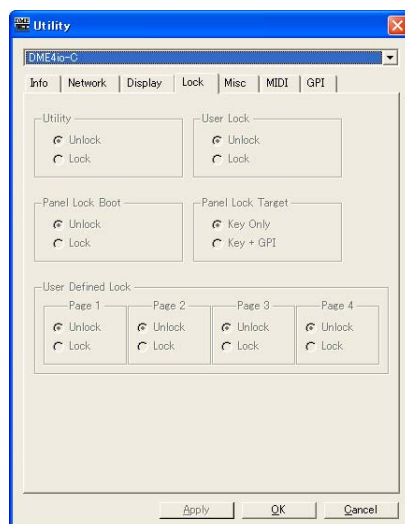 Utility
DME4io-C
Info Network Display Lock Misc MIDI GPI
Utility User Lock
Unlock Unlock
Lock Lock
Panel Lock Boot Panel Lock Target
Unlock Key Only
Lock Key + GPI
User Defined Lock
Page 1 Page 2 Page 3 Page 4
Unlock Unlock Unlock Unlock
Lock Lock Lock Lock
Apply OK Cancel